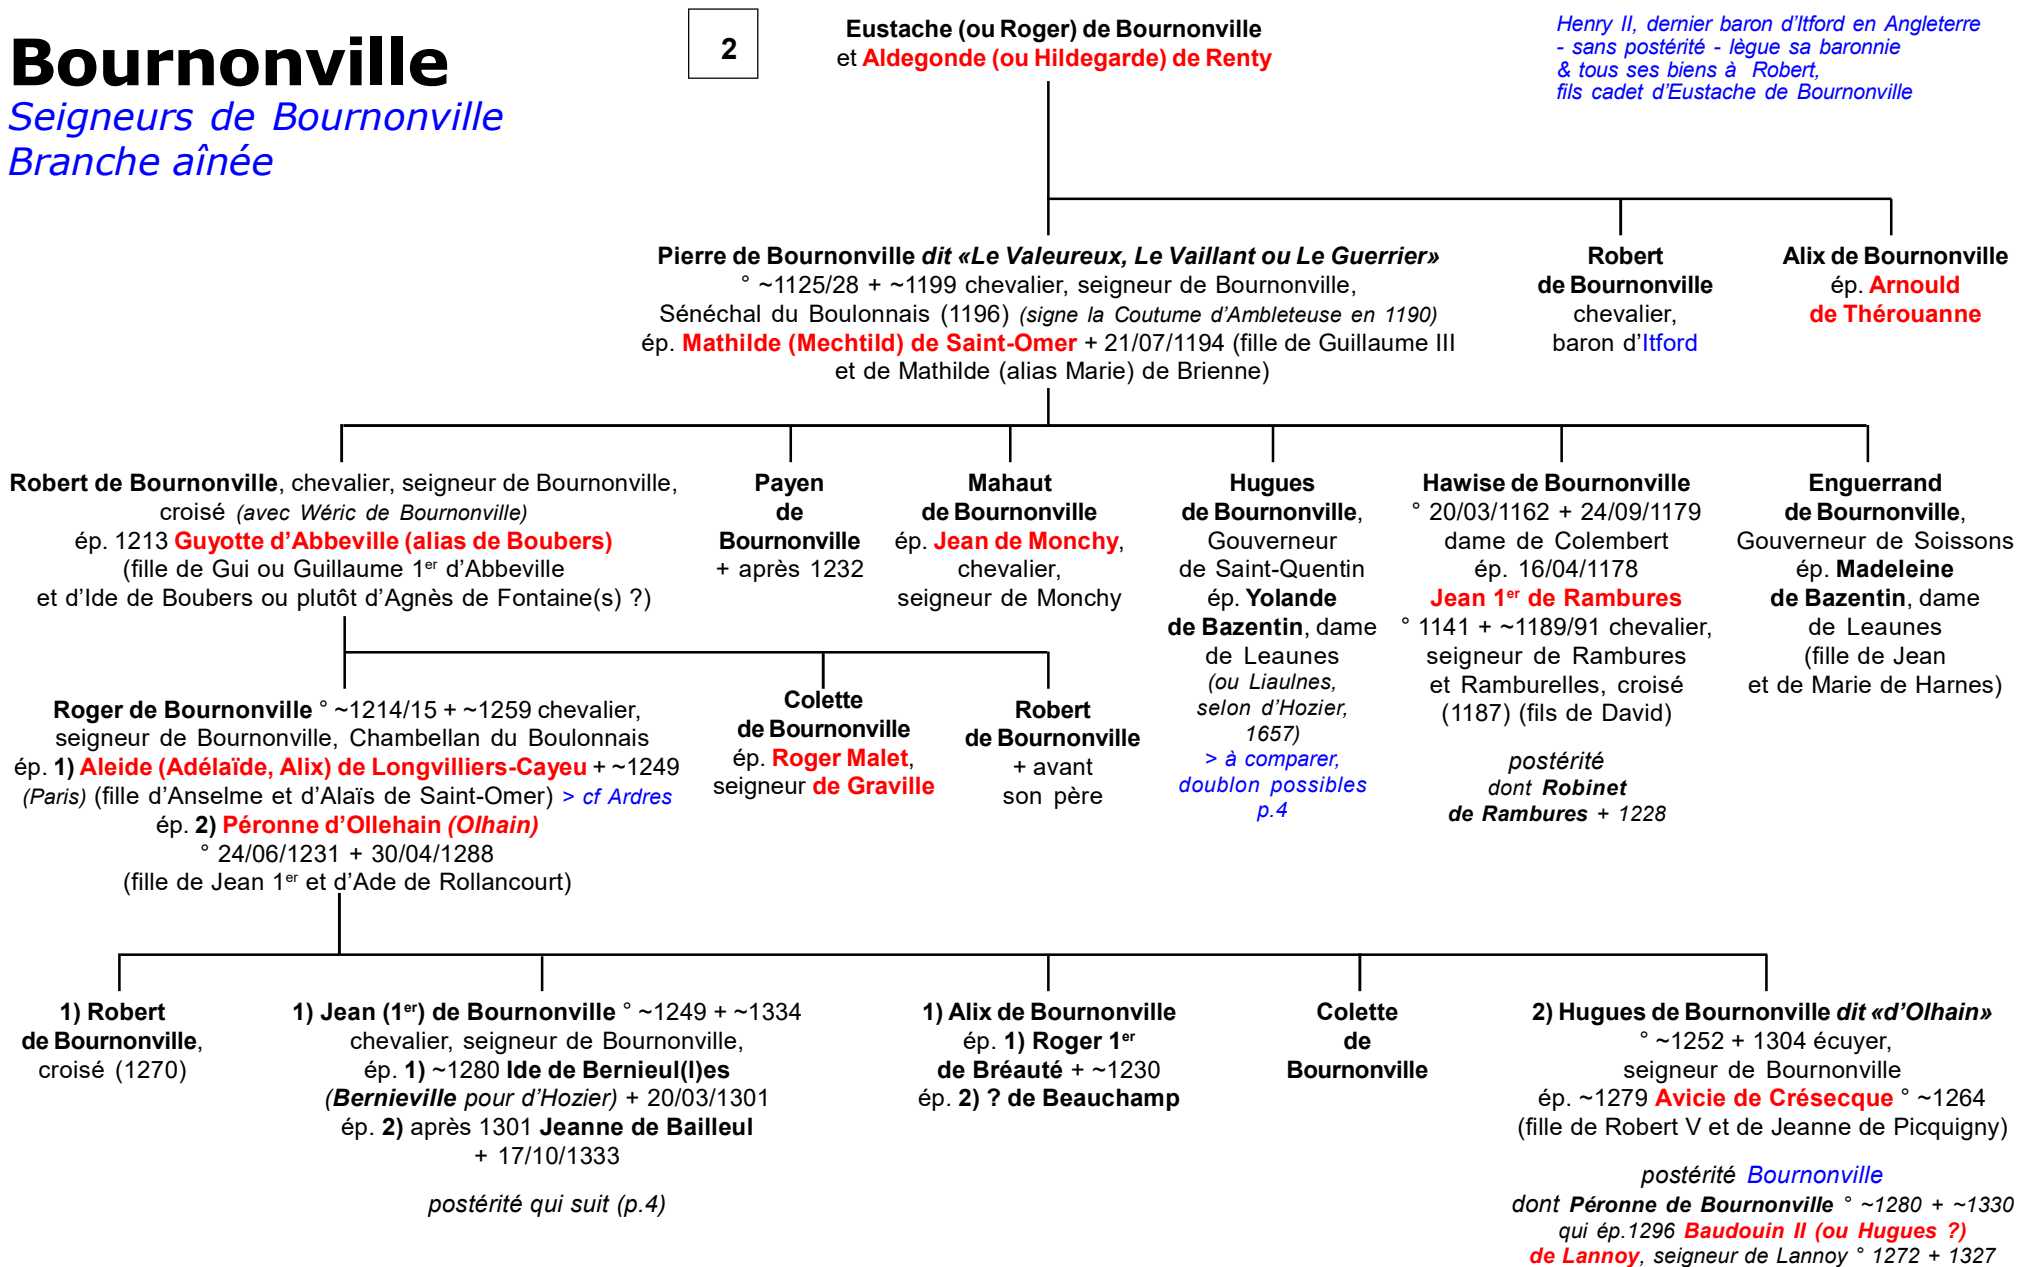 Bournonville
Seigneurs de Bournonville
Branche aînée
2
Eustache (ou Roger) de Bournonville
et Aldegonde (ou Hildegarde) de Renty
Henry II, dernier baron d’Itford en Angleterre
- sans postérité - lègue sa baronnie
& tous ses biens à Robert,
fils cadet d’Eustache de Bournonville
Pierre de Bournonville dit «Le Valeureux, Le Vaillant ou Le Guerrier»
° ~1125/28 + ~1199 chevalier, seigneur de Bournonville,
Sénéchal du Boulonnais (1196) (signe la Coutume d’Ambleteuse en 1190)
ép. Mathilde (Mechtild) de Saint-Omer + 21/07/1194 (fille de Guillaume III
et de Mathilde (alias Marie) de Brienne)
Robert
de Bournonville
chevalier,
baron d’Itford
Alix de Bournonville
ép. Arnould
de Thérouanne
Robert de Bournonville, chevalier, seigneur de Bournonville,
croisé (avec Wéric de Bournonville)
ép. 1213 Guyotte d’Abbeville (alias de Boubers)
(fille de Gui ou Guillaume 1er d’Abbeville
et d’Ide de Boubers ou plutôt d’Agnès de Fontaine(s) ?)
Payen
de
Bournonville
+ après 1232
Mahaut
de Bournonville
ép. Jean de Monchy,
chevalier,
seigneur de Monchy
Hugues
de Bournonville,
Gouverneur
de Saint-Quentin
ép. Yolande
de Bazentin, dame
de Leaunes
(ou Liaulnes,
selon d’Hozier,
1657)
> à comparer,
doublon possibles
p.4
Hawise de Bournonville
° 20/03/1162 + 24/09/1179
dame de Colembert
ép. 16/04/1178
Jean 1er de Rambures
° 1141 + ~1189/91 chevalier,
seigneur de Rambures
et Ramburelles, croisé
(1187) (fils de David)
postérité
dont Robinet
de Rambures + 1228
Enguerrand
de Bournonville,
Gouverneur de Soissons
ép. Madeleine
de Bazentin, dame
de Leaunes
(fille de Jean
et de Marie de Harnes)
Roger de Bournonville ° ~1214/15 + ~1259 chevalier,
seigneur de Bournonville, Chambellan du Boulonnais
ép. 1) Aleide (Adélaïde, Alix) de Longvilliers-Cayeu + ~1249
(Paris) (fille d’Anselme et d’Alaïs de Saint-Omer) > cf Ardres
ép. 2) Péronne d’Ollehain (Olhain)
° 24/06/1231 + 30/04/1288
(fille de Jean 1er et d’Ade de Rollancourt)
Colette
de Bournonville
ép. Roger Malet,
seigneur de Graville
Robert
de Bournonville
+ avant
son père
1) Robert
de Bournonville,
croisé (1270)
1) Jean (1er) de Bournonville ° ~1249 + ~1334
chevalier, seigneur de Bournonville,
ép. 1) ~1280 Ide de Bernieul(l)es
(Bernieville pour d’Hozier) + 20/03/1301
ép. 2) après 1301 Jeanne de Bailleul
+ 17/10/1333
postérité qui suit (p.4)
1) Alix de Bournonville
ép. 1) Roger 1er
de Bréauté + ~1230
ép. 2) ? de Beauchamp
Colette
de
Bournonville
2) Hugues de Bournonville dit «d’Olhain»
° ~1252 + 1304 écuyer,
seigneur de Bournonville
ép. ~1279 Avicie de Crésecque ° ~1264
(fille de Robert V et de Jeanne de Picquigny)
postérité Bournonville
dont Péronne de Bournonville ° ~1280 + ~1330
qui ép.1296 Baudouin II (ou Hugues ?)
de Lannoy, seigneur de Lannoy ° 1272 + 1327